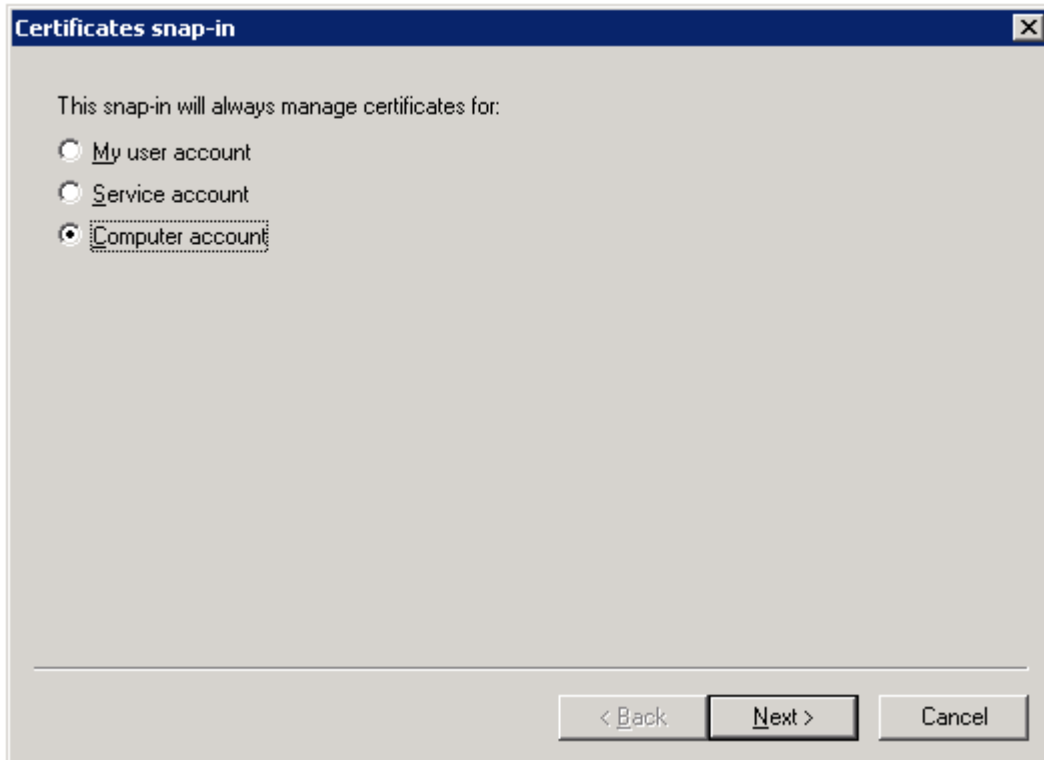 Certificates snap-in
This snap-in will always manage certificates for:
My user account
Service account
Computer account
< Back
Next >
Cancel